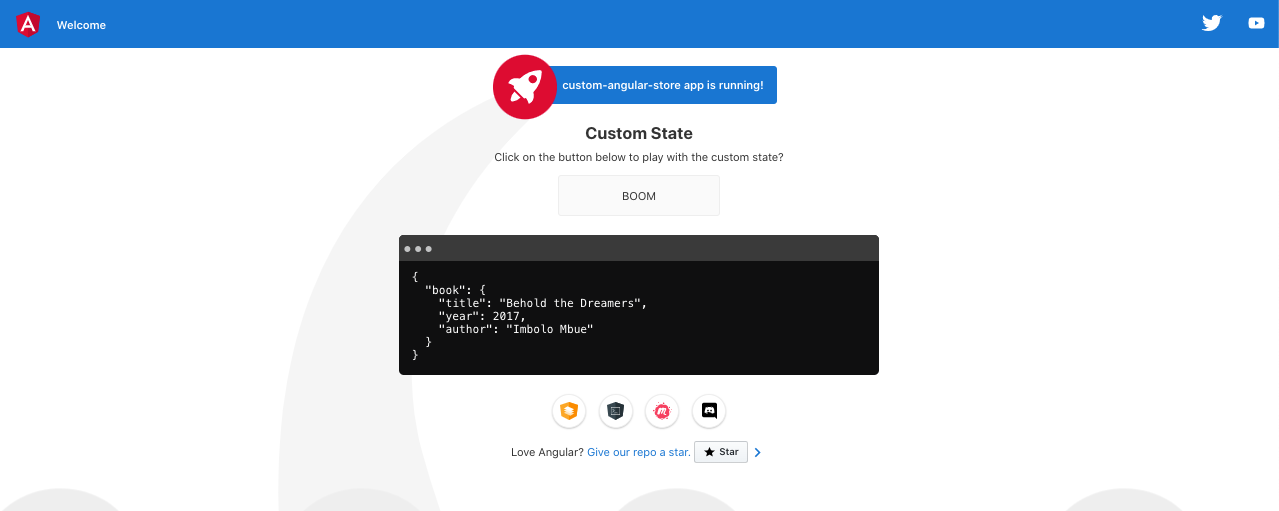 Welcome
custom-angular-store app is running!
Custom State
Click on the button below to play with the custom state?
BOOM
{
"book": {
"title": "Behold the Dreamers",
"year": 2017,
"author": "Imbolo Mbue"
}
}
Love Angular? Give our repo a star. Star